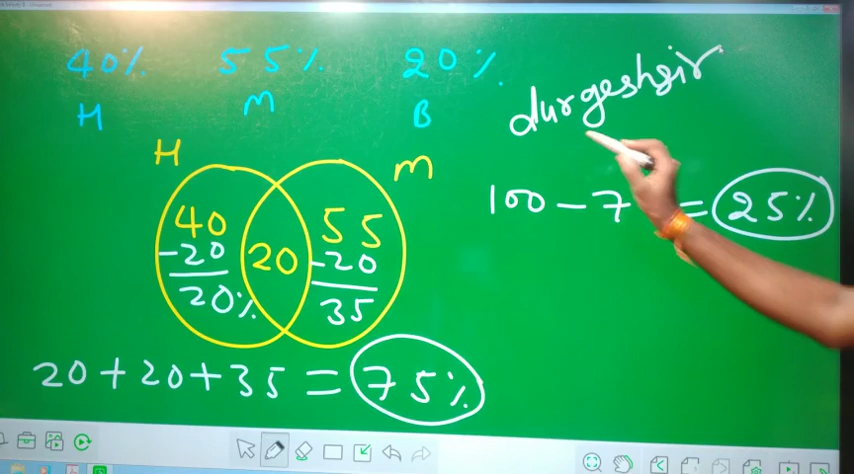 40% 55% 20%
H m B
durgeshsir
H m
40 55
-20 20 -20
20% 35
100 - 7 = 25%
20 + 20 + 35 = 75%